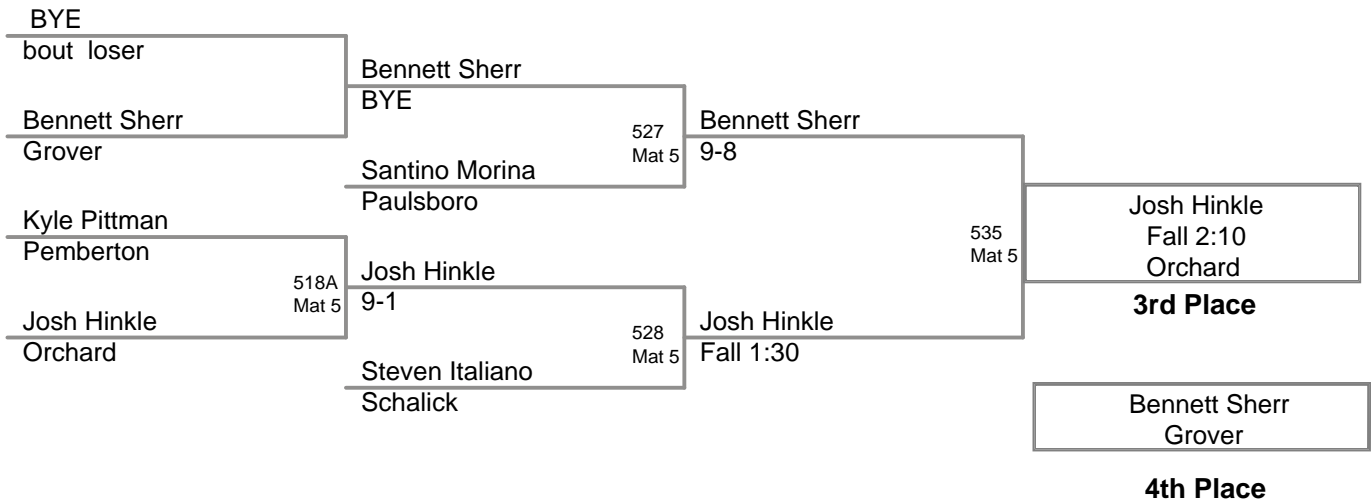 BYE
bout loser
Bennett Sherr
Grover
Kyle Pittman
Pemberton
Josh Hinkle
Orchard
518A
Mat 5
Bennett Sherr
BYE
Santino Morina
Paulsboro
Josh Hinkle
9-1
Steven Italiano
Schalick
527
Mat 5
528
Mat 5
Bennett Sherr
9-8
Josh Hinkle
Fall 1:30
535
Mat 5
Josh Hinkle
Fall 2:10
Orchard
3rd Place
Bennett Sherr
Grover
4th Place